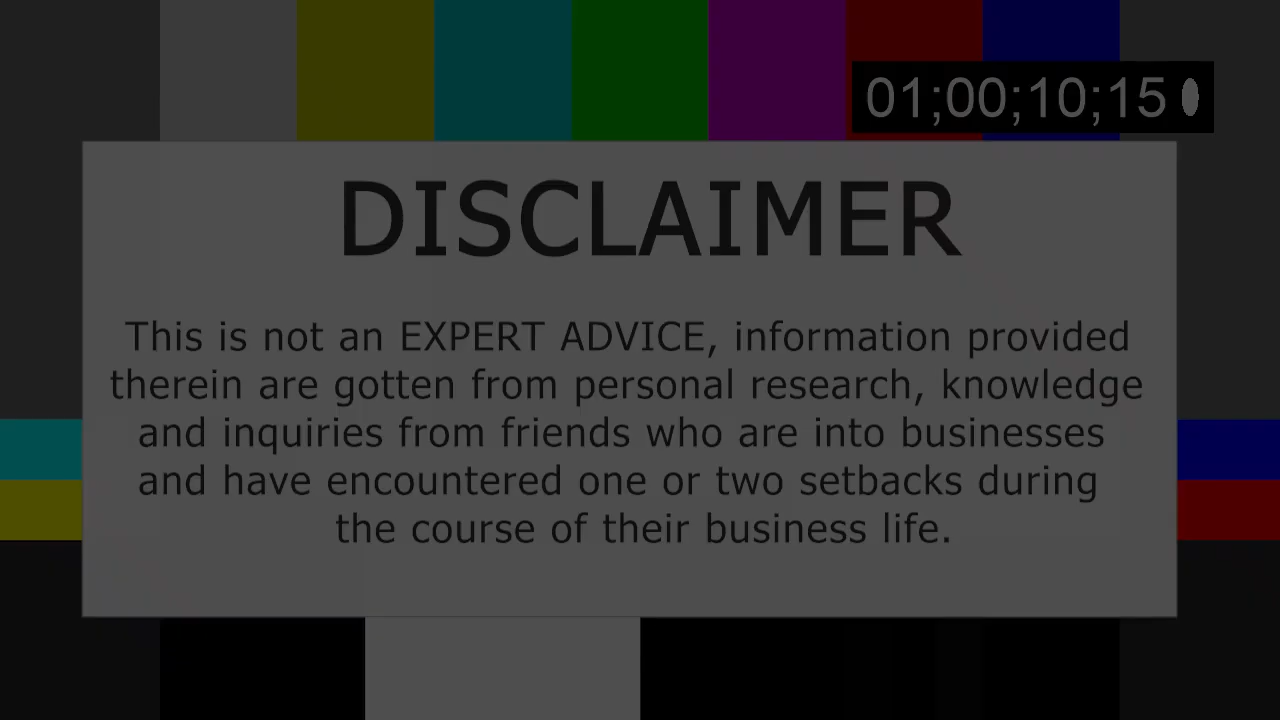 01;00;10;15
DISCLAIMER
This is not an EXPERT ADVICE, information provided
therein are gotten from personal research, knowledge
and inquiries from friends who are into businesses
and have encountered one or two setbacks during
the course of their business life.